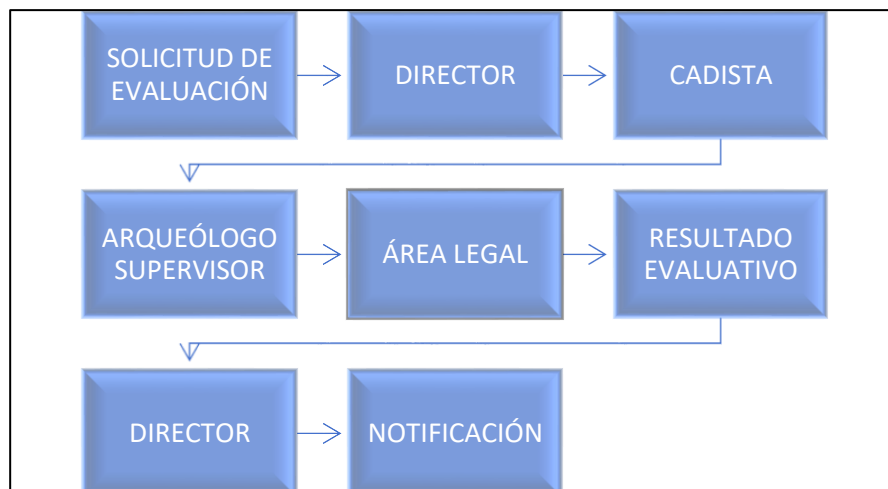 SOLICITUD DE
EVALUACIÓN
DIRECTOR
CADISTA
ARQUEÓLOGO
SUPERVISOR
ÁREA LEGAL
RESULTADO
EVALUATIVO
DIRECTOR
NOTIFICACIÓN